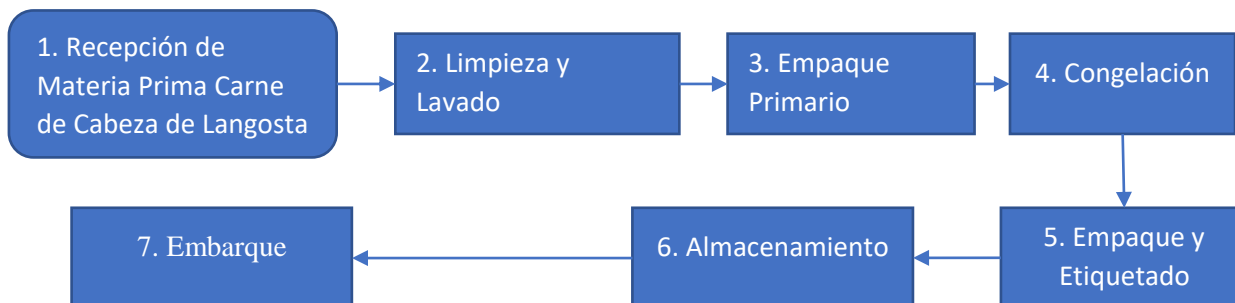 1. Recepción de
Materia Prima Carne
de Cabeza de Langosta
2. Limpieza y
Lavado
3. Empaque
Primario
4. Congelación
5. Empaque y
Etiquetado
6. Almacenamiento
7. Embarque